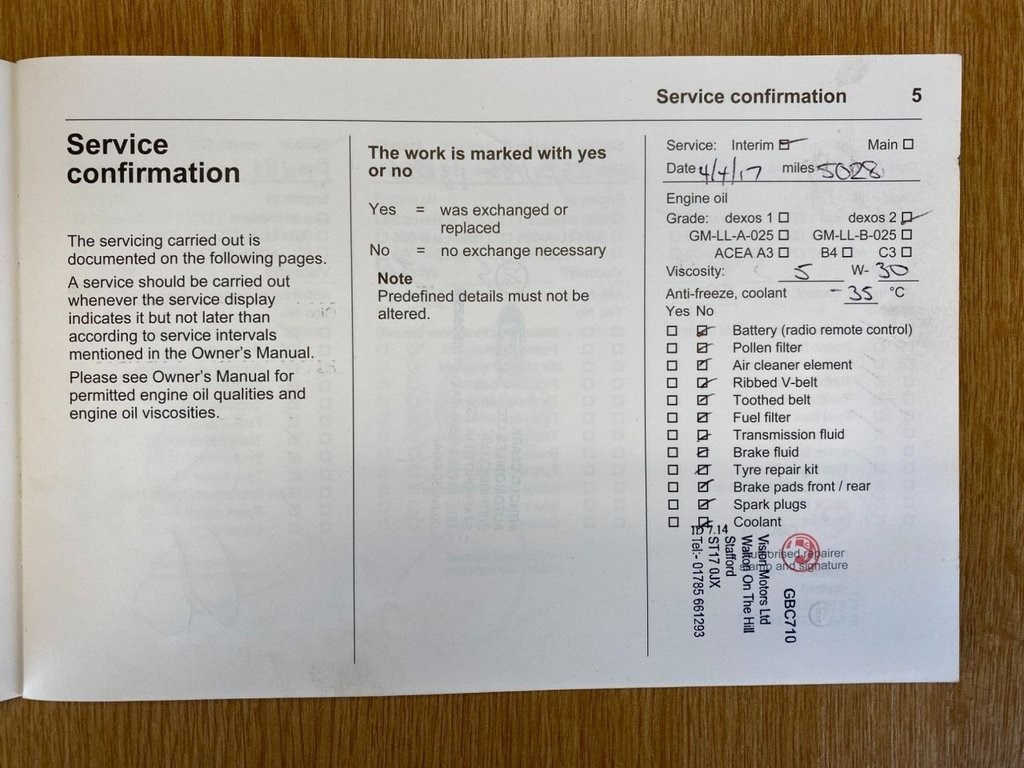 Service confirmation 5
Service
confirmation
The servicing carried out is
documented on the following pages.
A service should be carried out
whenever the service display
indicates it but not later than
according to service intervals
mentioned in the Owner's Manual.
Please see Owner's Manual for
permitted engine oil qualities and
engine oil viscosities.
The work is marked with yes
or no
Yes = was exchanged or
replaced
No = no exchange necessary
Note
Predefined details must not be
altered.
Service: Interim Main
Date 4/4/17 miles 5028
Engine oil
Grade: dexos 1 dexos 2
GM-LL-A-025 GM-LL-B-025
ACEA A3 B4 C3
Viscosity: 5 W- 30
Anti-freeze, coolant -35 °C
Yes No
Battery (radio remote control)
Pollen filter
Air cleaner element
Ribbed V-belt
Toothed belt
Fuel filter
Transmission fluid
Brake fluid
Tyre repair kit
Brake pads front / rear
Spark plugs
Coolant
Authorised repairer
stamp and signature
GBC710
Vision Motors Ltd
Walton On The Hill
Stafford
ST17 0JX
Tel:- 01785 661293
ID 7.14